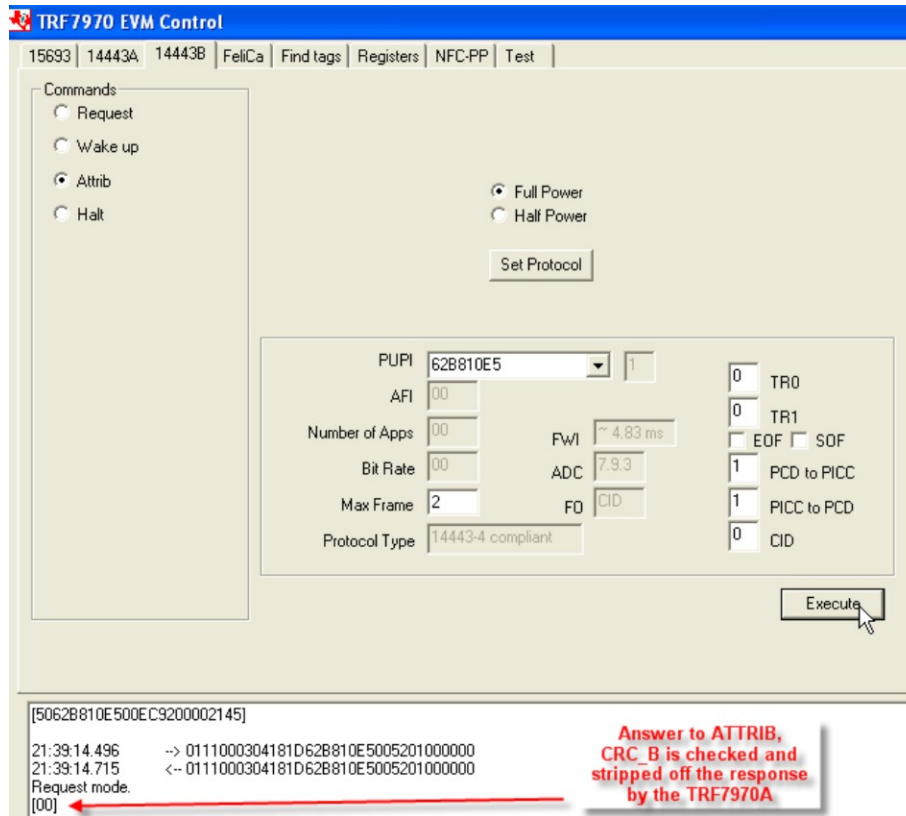 TRF7970 EVM Control
15693 14443A 14443B FeliCa Find tags Registers NFC-PP Test
Commands
Request
Wake up
Attrib
Halt
Full Power
Half Power
Set Protocol
PUPI 62B810E5 1
AFI 00
Number of Apps 00
Bit Rate 00
Max Frame 2
Protocol Type 14443-4 compliant
FWI ~ 4.83 ms
ADC 7.9.3
FO CID
0 TR0
0 TR1
EOF SOF
1 PCD to PICC
1 PICC to PCD
0 CID
Execute
[5062B810E500EC9200002145]
21:39:14.496 --> 0111000304181D62B810E5005201000000
21:39:14.715 <-- 0111000304181D62B810E5005201000000
Request mode.
[00]
Answer to ATTRIB,
CRC_B is checked and
stripped off the response
by the TRF7970A